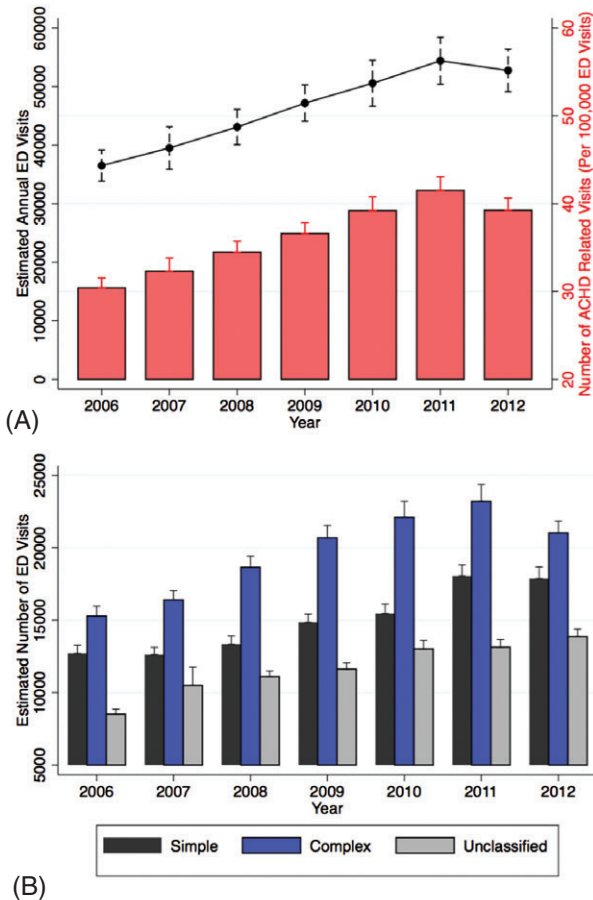 60000
50000
40000
30000
20000
10000
0
Estimated Annual ED Visits
60
50
40
30
20
Number of ACHD Related Visits (Per 100,000 ED Visits)
2006 2007 2008 2009 2010 2011 2012
Year
(A)
25000
20000
15000
10000
5000
Estimated Number of ED Visits
2006 2007 2008 2009 2010 2011 2012
Year
Simple Complex Unclassified
(B)